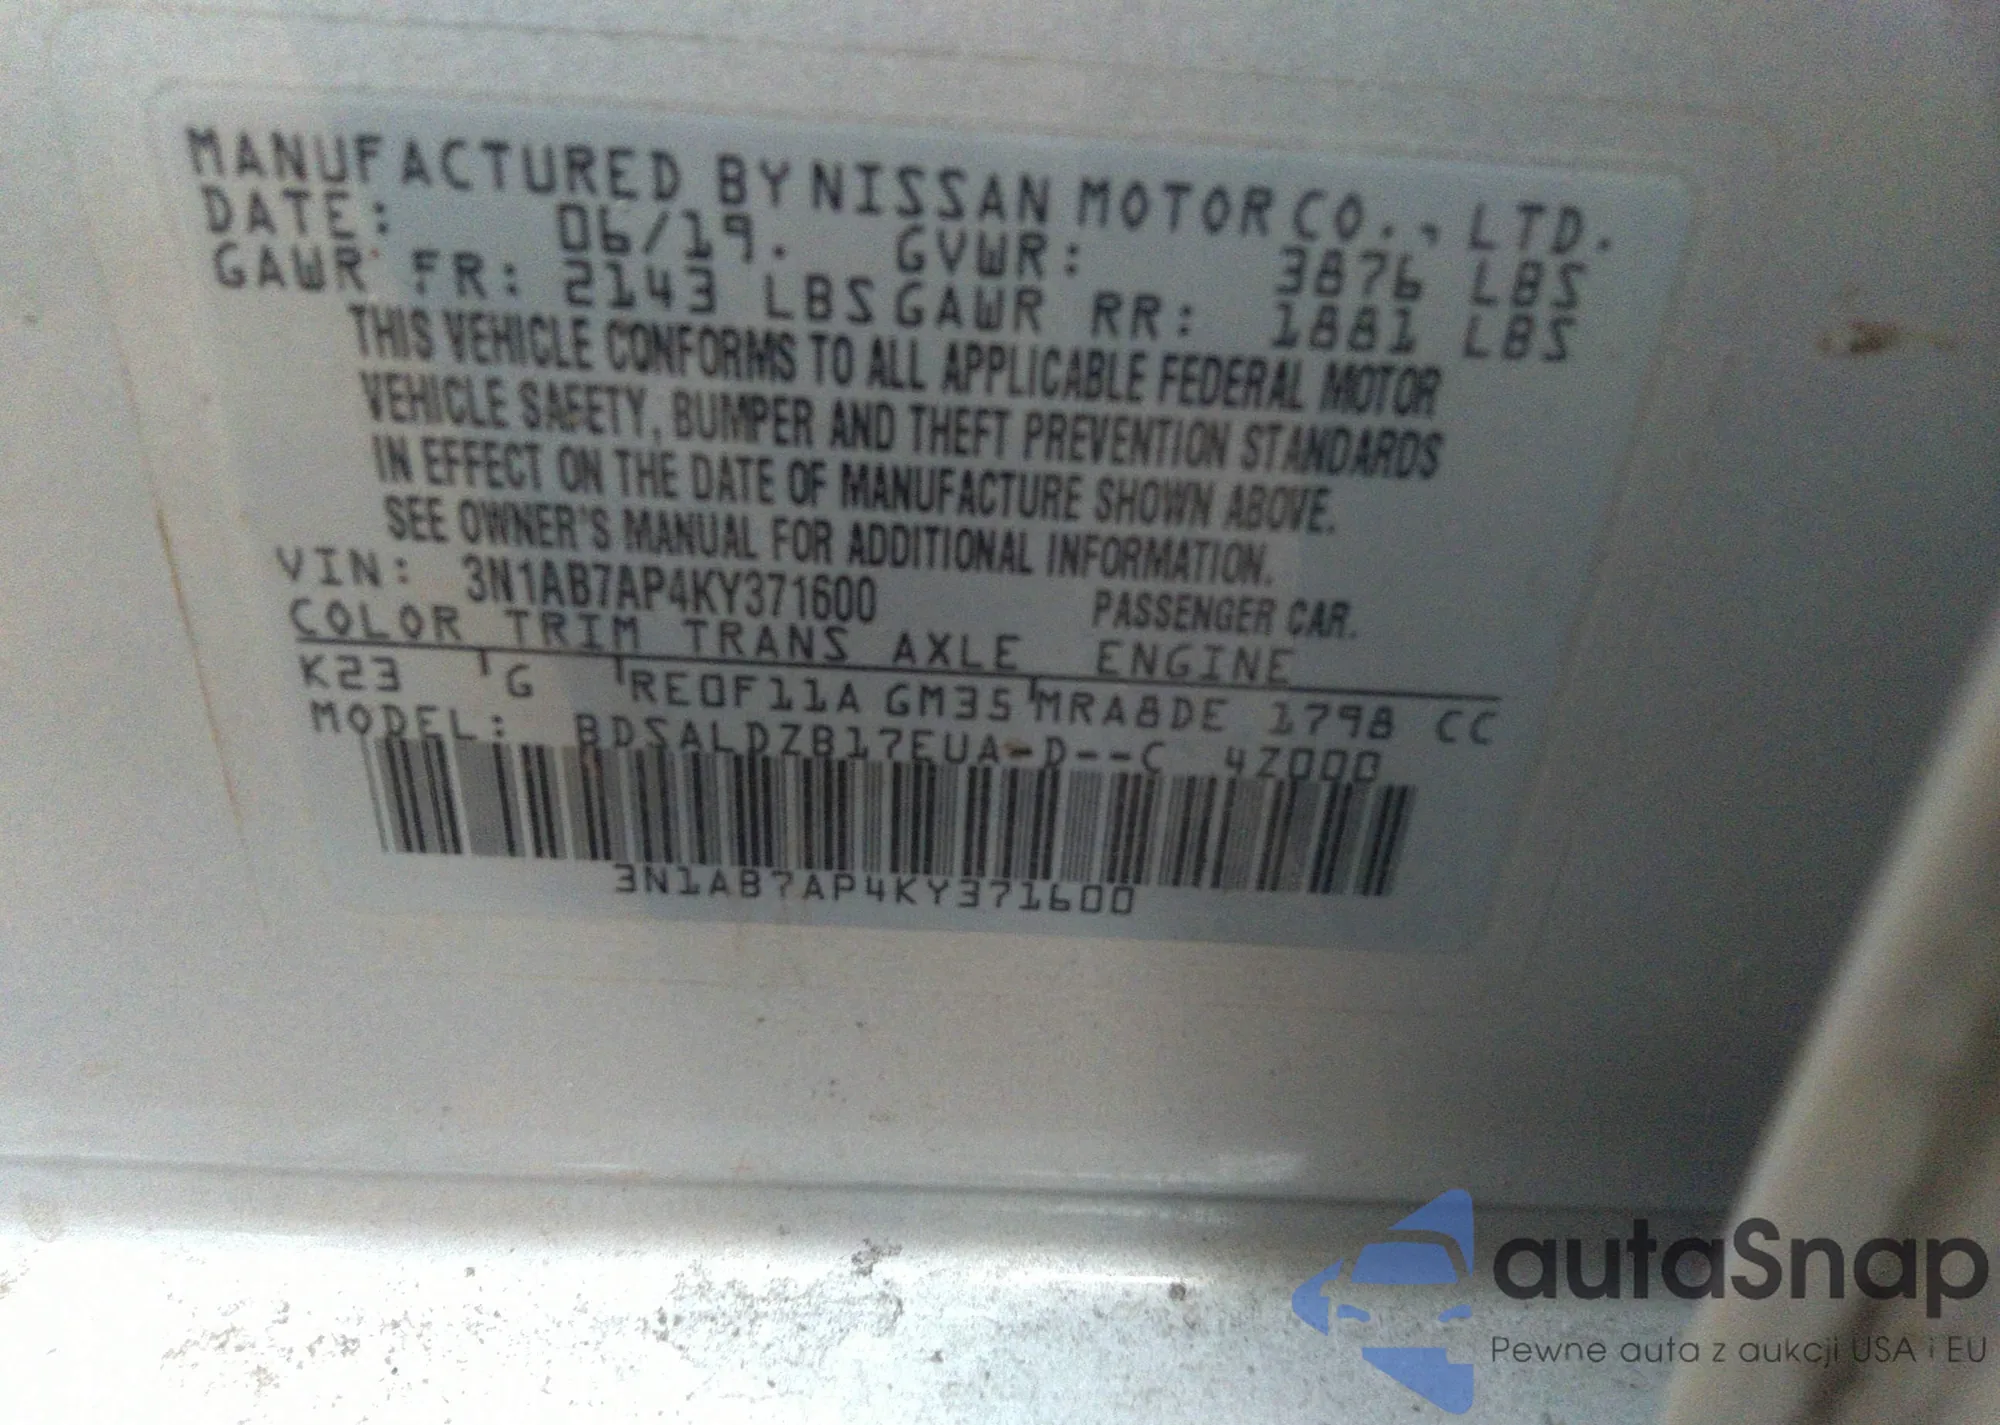 MANUFACTURED BY NISSAN MOTOR CO., LTD.
DATE: 06/19. GVWR: 3876 LBS
GAWR FR: 2143 LBS GAWR RR: 1881 LBS
THIS VEHICLE CONFORMS TO ALL APPLICABLE FEDERAL MOTOR
VEHICLE SAFETY, BUMPER AND THEFT PREVENTION STANDARDS
IN EFFECT ON THE DATE OF MANUFACTURE SHOWN ABOVE.
SEE OWNER'S MANUAL FOR ADDITIONAL INFORMATION.
VIN: 3N1AB7AP4KY371600 PASSENGER CAR.
COLOR TRIM TRANS AXLE ENGINE
K23 G RE0F11A GM35 MRA8DE 1798 CC
MODEL: BDSALDZB17EUA-D--C 4Z000
3N1AB7AP4KY371600
autaSnap
Pewne auta z aukcji USA i EU